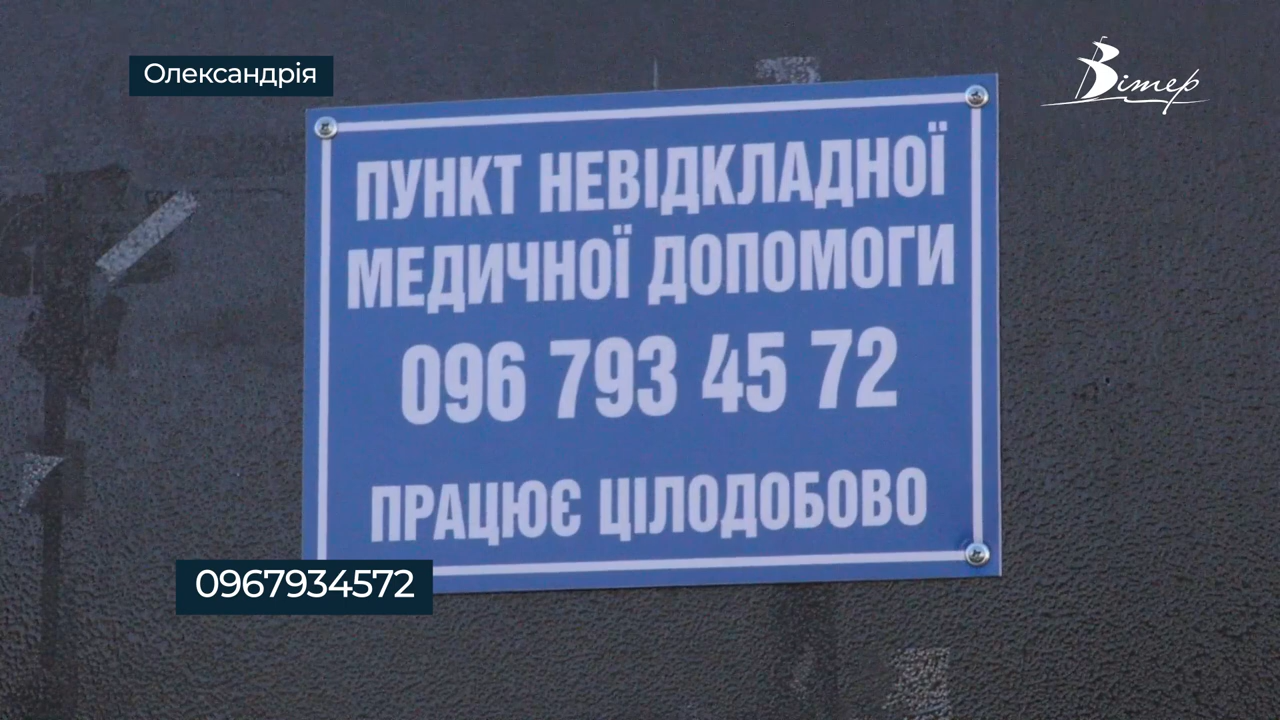 Олександрія
Вітер
ПУНКТ НЕВІДКЛАДНОЇ
МЕДИЧНОЇ ДОПОМОГИ
096 793 45 72
ПРАЦЮЄ ЦІЛОДОБОВО
0967934572